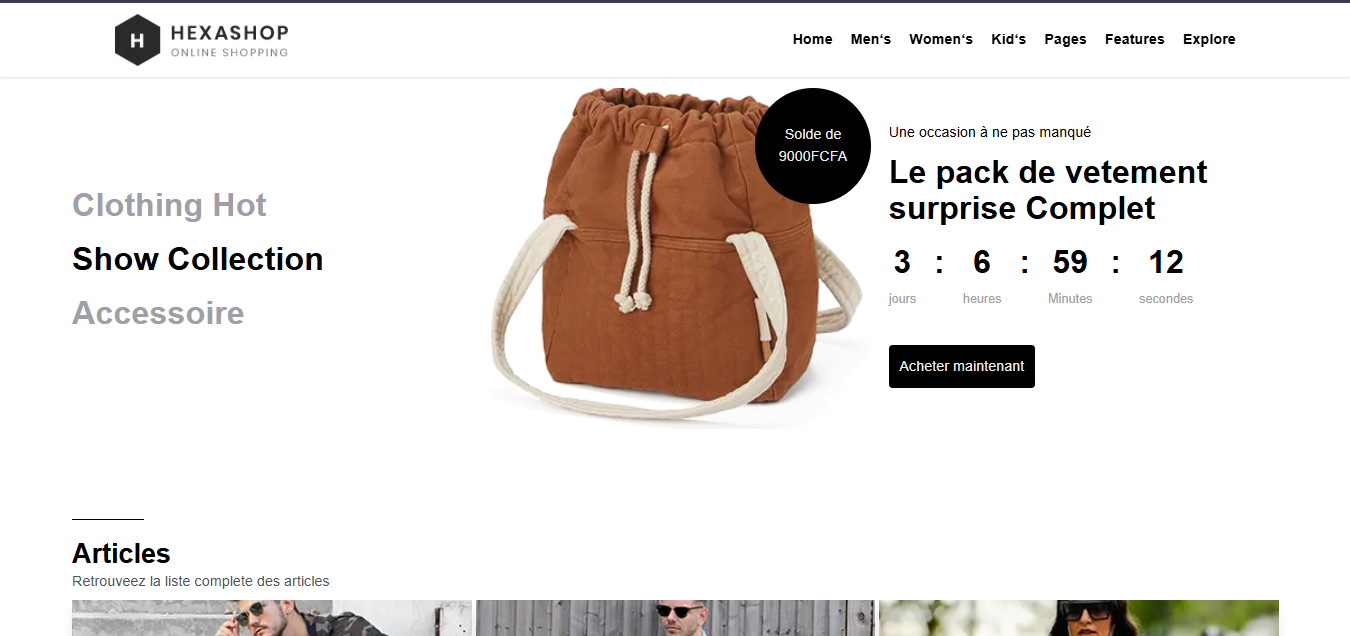 H
HEXASHOP
ONLINE SHOPPING
Home Men‘s Women‘s Kid‘s Pages Features Explore
Clothing Hot
Show Collection
Accessoire
Solde de
9000FCFA
Une occasion à ne pas manqué
Le pack de vetement
surprise Complet
3 : 6 : 59 : 12
jours heures Minutes secondes
Acheter maintenant
Articles
Retrouveez la liste complete des articles